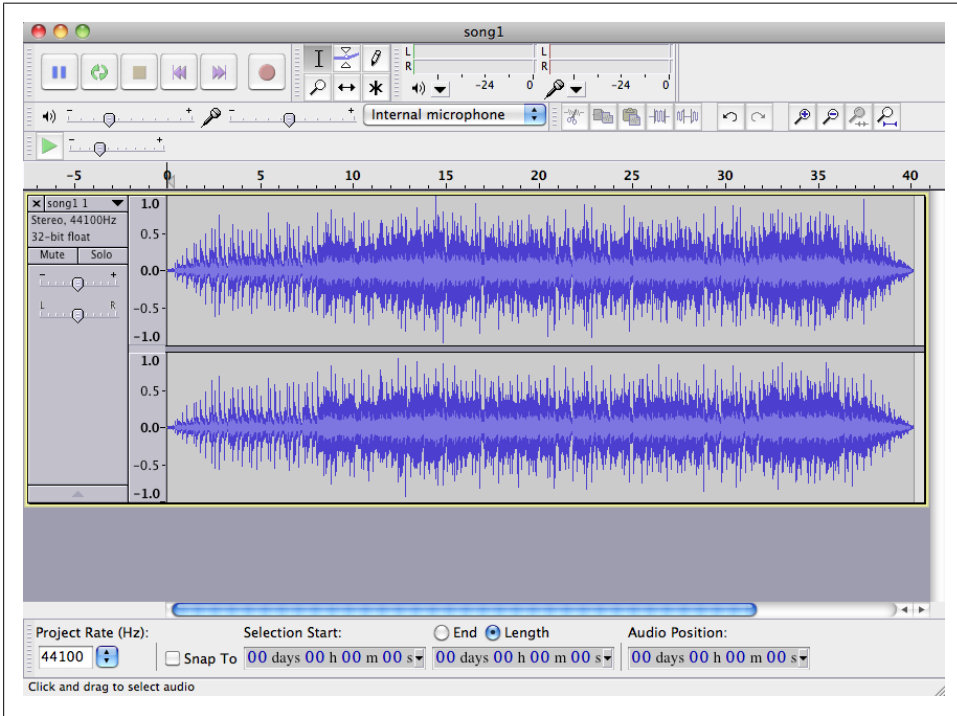 song1
L
R
-24 0
L
R
-24 0
- +
- +
Internal microphone
- +
-5 0 5 10 15 20 25 30 35 40
song1 1
Stereo, 44100Hz
32-bit float
Mute Solo
- +
L R
1.0
0.5-
0.0-
-0.5-
-1.0
1.0
0.5-
0.0-
-0.5-
-1.0
Project Rate (Hz): Selection Start: End Length Audio Position:
44100 Snap To 00 days 00 h 00 m 00 s 00 days 00 h 00 m 00 s 00 days 00 h 00 m 00 s
Click and drag to select audio